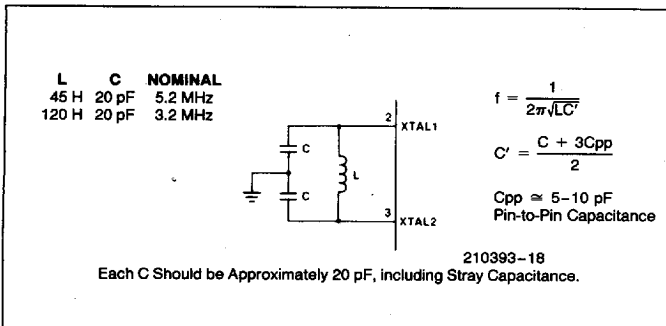 L C NOMINAL
45 H 20 pF 5.2 MHz
120 H 20 pF 3.2 MHz
2 XTAL1
C
L
C
3 XTAL2
f = 1 / 2π√LC'
C' = C + 3Cpp / 2
Cpp ≅ 5–10 pF
Pin-to-Pin Capacitance
210393–18
Each C Should be Approximately 20 pF, including Stray Capacitance.